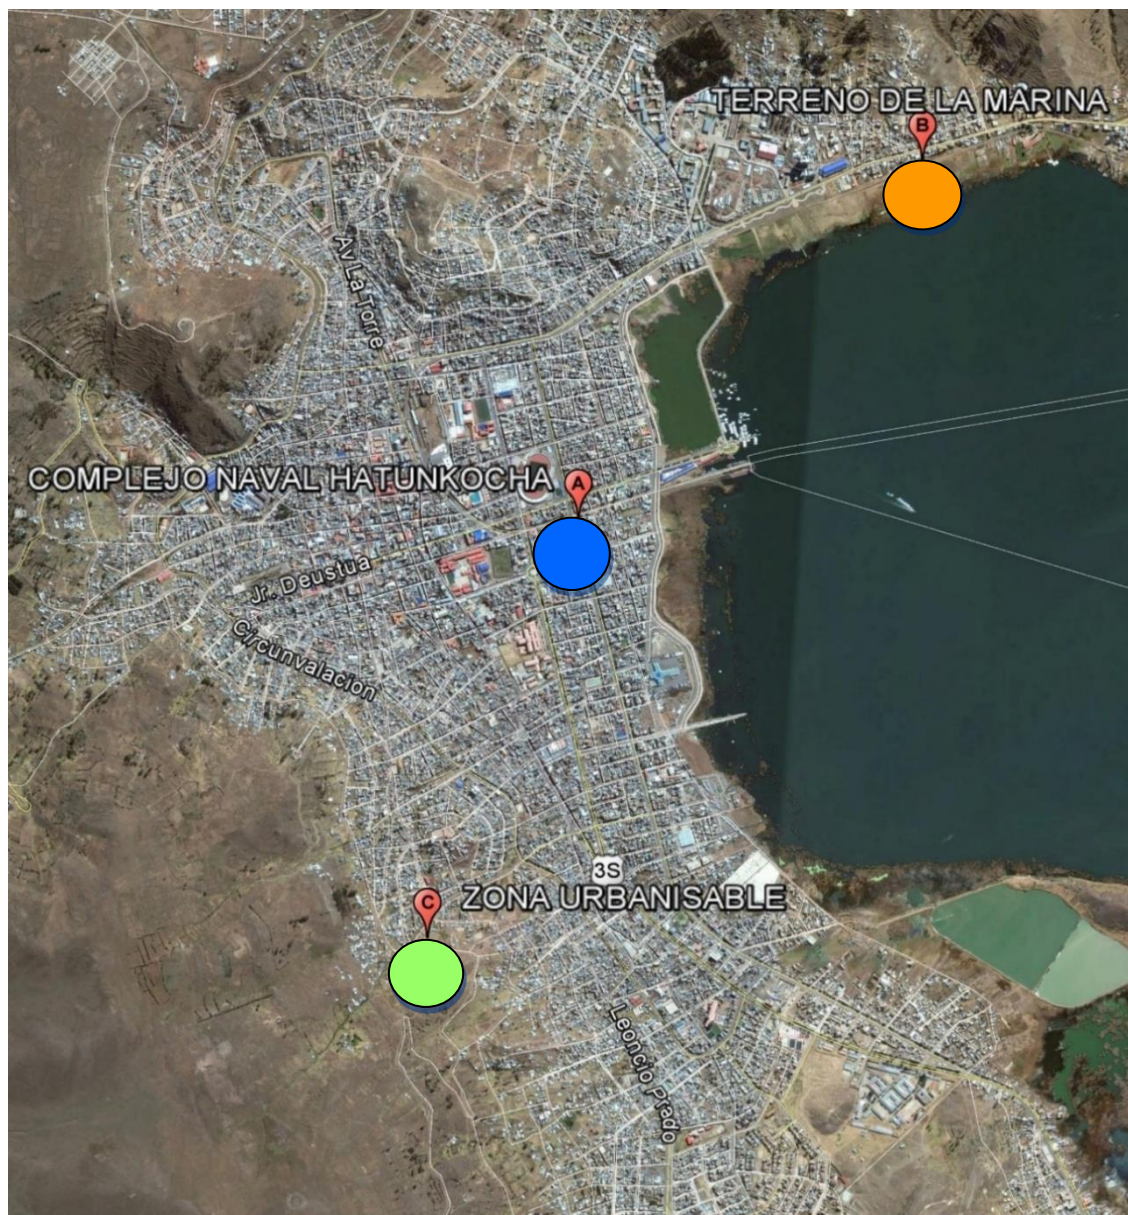 TERRENO DE LA MARINA
B
Av La Torre
COMPLEJO NAVAL HATUNKOCHA
A
Jr. Deustua
Circunvalacion
3S
C
ZONA URBANISABLE
Leoncio Prado